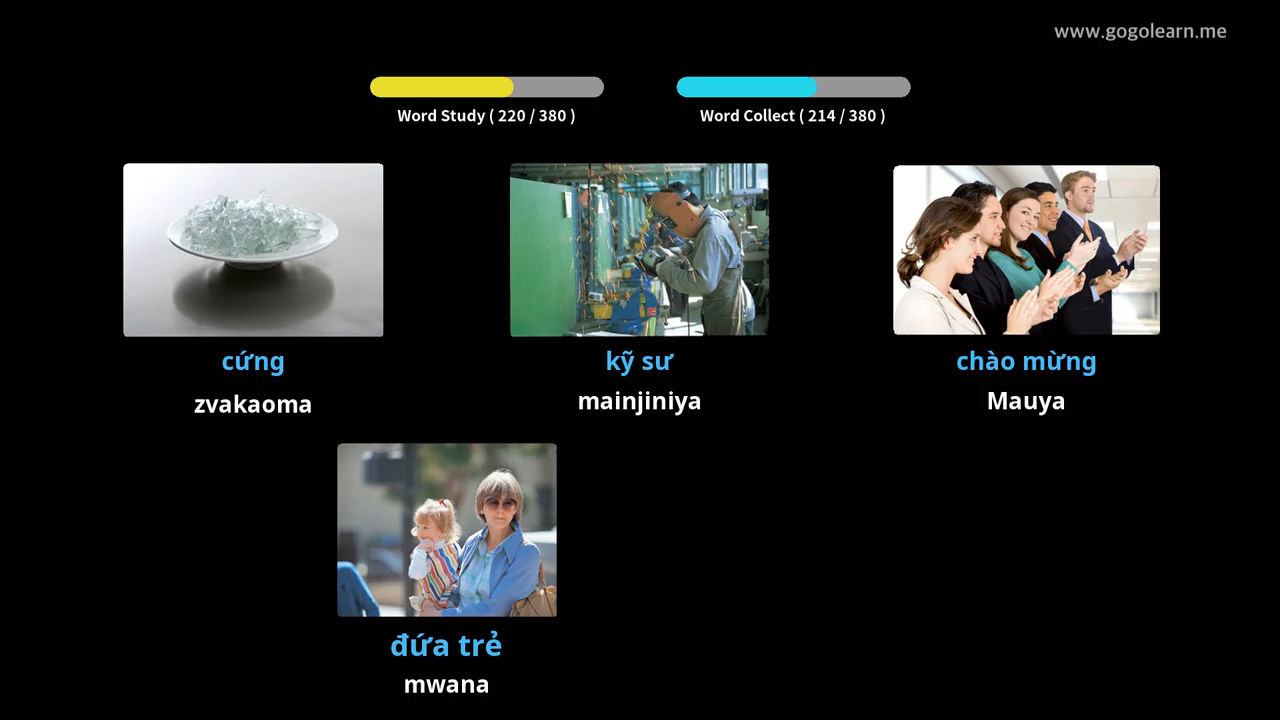 www.gogolearn.me
Word Study ( 220 / 380 )
Word Collect ( 214 / 380 )
cứng
zvakaoma
kỹ sư
mainjiniya
chào mừng
Mauya
đứa trẻ
mwana